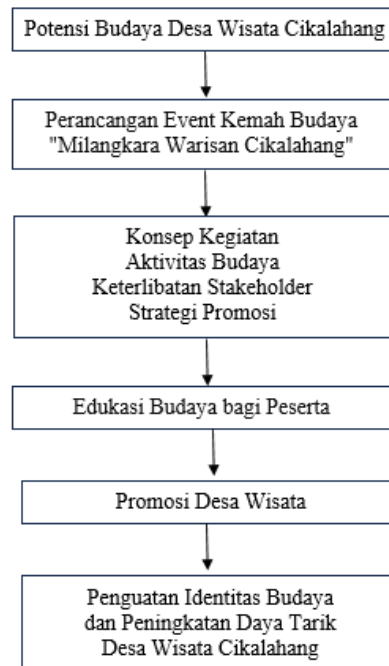 Potensi Budaya Desa Wisata Cikalahang
Perancangan Event Kemah Budaya
"Milangkara Warisan Cikalahang"
Konsep Kegiatan
Aktivitas Budaya
Keterlibatan Stakeholder
Strategi Promosi
Edukasi Budaya bagi Peserta
Promosi Desa Wisata
Penguatan Identitas Budaya
dan Peningkatan Daya Tarik
Desa Wisata Cikalahang